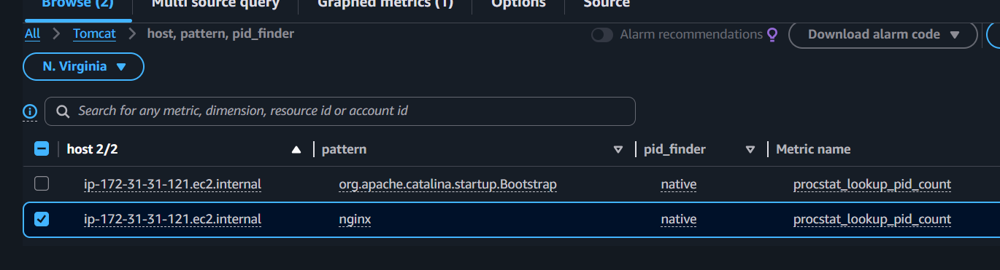 Browse (2) Multi source query Graphed metrics (1) Options Source
All > Tomcat > host, pattern, pid_finder Alarm recommendations Download alarm code
N. Virginia
Search for any metric, dimension, resource id or account id
host 2/2 pattern pid_finder Metric name
ip-172-31-31-121.ec2.internal org.apache.catalina.startup.Bootstrap native procstat_lookup_pid_count
ip-172-31-31-121.ec2.internal nginx native procstat_lookup_pid_count